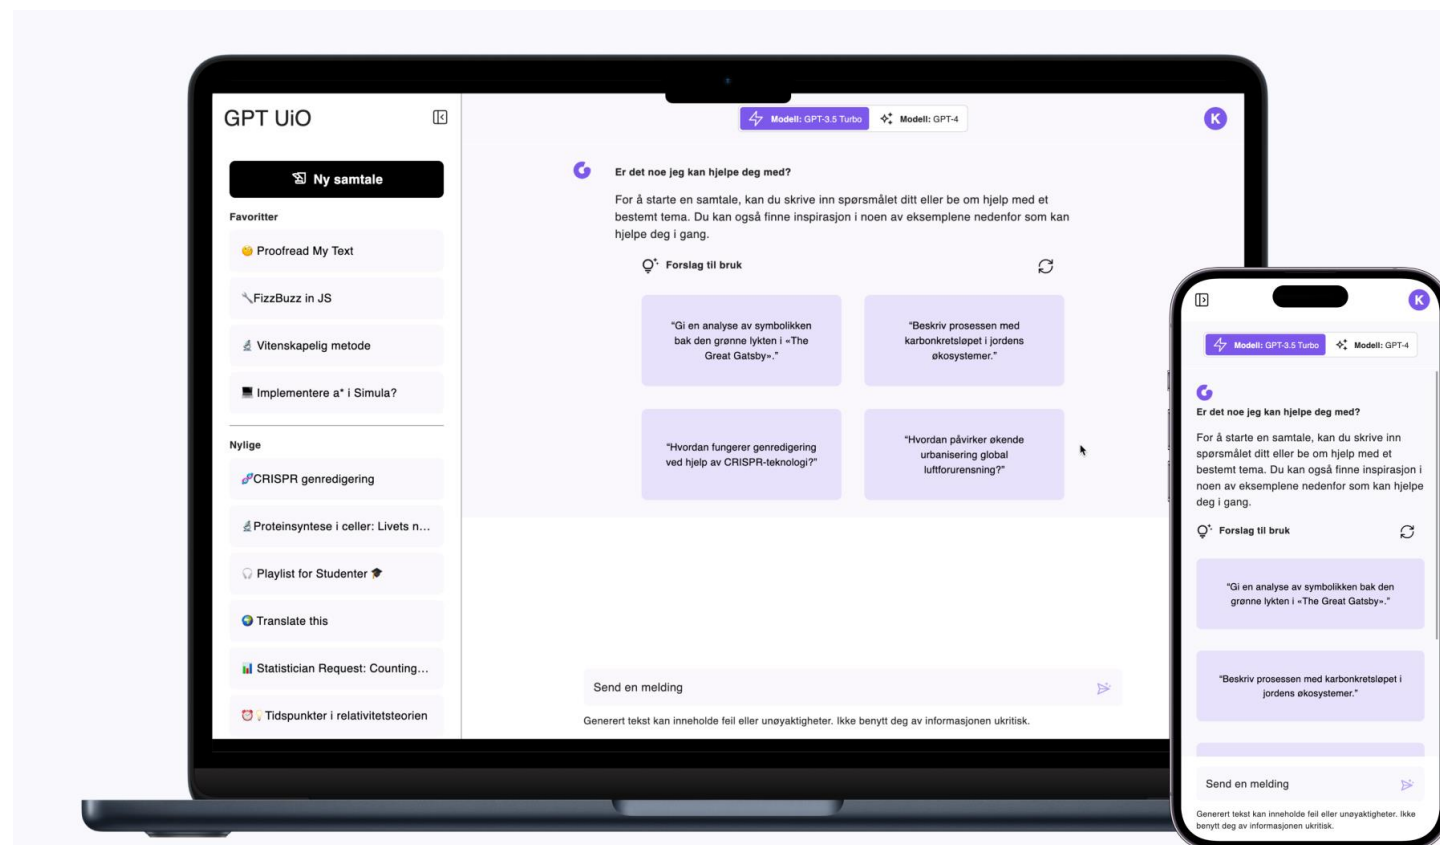 GPT UiO
Ny samtale
Favoritter
Proofread My Text
FizzBuzz in JS
Vitenskapelig metode
Implementere a* i Simula?
Nylige
CRISPR genredigering
Proteinsyntese i celler: Livets n...
Playlist for Studenter
Translate this
Statistician Request: Counting...
Tidspunkter i relativitetsteorien
Modell: GPT-3.5 Turbo
Modell: GPT-4
K
Er det noe jeg kan hjelpe deg med?
For å starte en samtale, kan du skrive inn spørsmålet ditt eller be om hjelp med et
bestemt tema. Du kan også finne inspirasjon i noen av eksemplene nedenfor som kan
hjelpe deg i gang.
Forslag til bruk
“Gi en analyse av symbolikken
bak den grønne lykten i «The
Great Gatsby».”
“Beskriv prosessen med
karbonkretsløpet i jordens
økosystemer.”
“Hvordan fungerer genredigering
ved hjelp av CRISPR-teknologi?”
“Hvordan påvirker økende
urbanisering global
luftforurensning?”
Send en melding
Generert tekst kan inneholde feil eller unøyaktigheter. Ikke benytt deg av informasjonen ukritisk.
K
Modell: GPT-3.5 Turbo
Modell: GPT-4
Er det noe jeg kan hjelpe deg med?
For å starte en samtale, kan du skrive inn
spørsmålet ditt eller be om hjelp med et
bestemt tema. Du kan også finne inspirasjon i
noen av eksemplene nedenfor som kan hjelpe
deg i gang.
Forslag til bruk
“Gi en analyse av symbolikken bak den
grønne lykten i «The Great Gatsby».”
“Beskriv prosessen med karbonkretsløpet i
jordens økosystemer.”
Send en melding
Generert tekst kan inneholde feil eller unøyaktigheter. Ikke
benytt deg av informasjonen ukritisk.